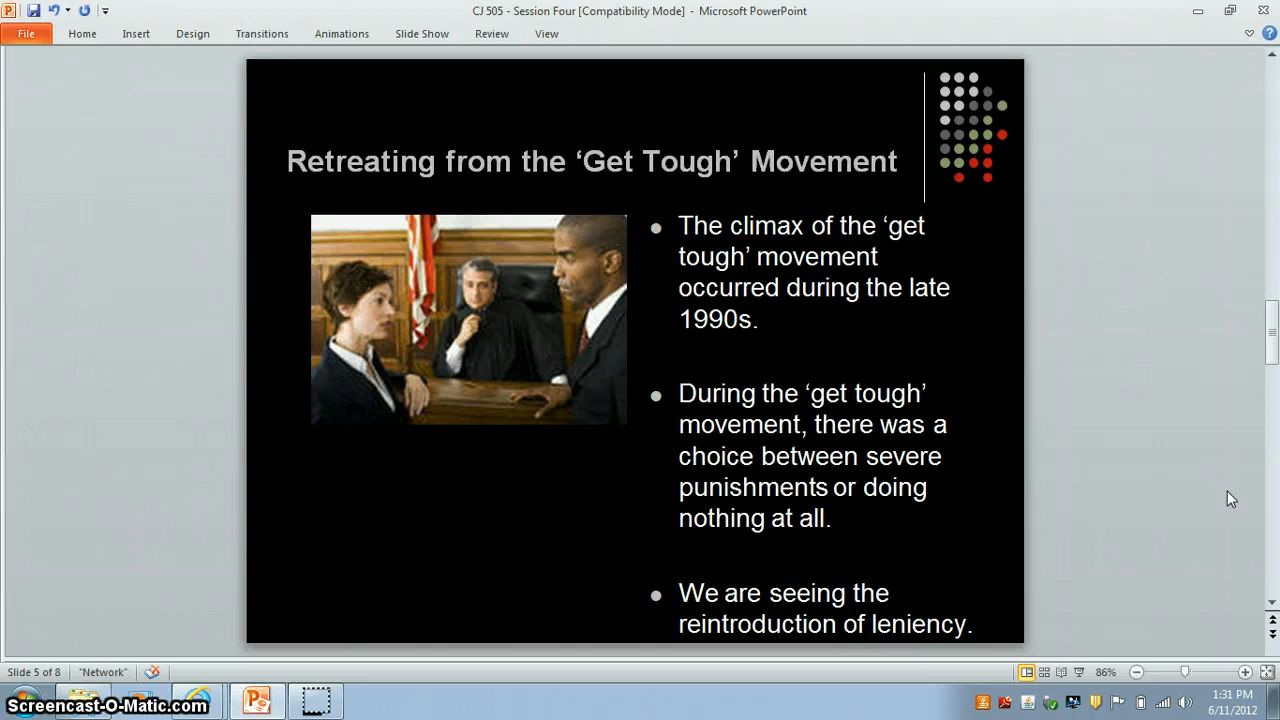 CJ 505 - Session Four [Compatibility Mode] - Microsoft PowerPoint
File Home Insert Design Transitions Animations Slide Show Review View
Retreating from the ‘Get Tough’ Movement
The climax of the ‘get
tough’ movement
occurred during the late
1990s.
During the ‘get tough’
movement, there was a
choice between severe
punishments or doing
nothing at all.
We are seeing the
reintroduction of leniency.
Slide 5 of 8 "Network" 86%
Screencast-O-Matic.com
1:31 PM
6/11/2012